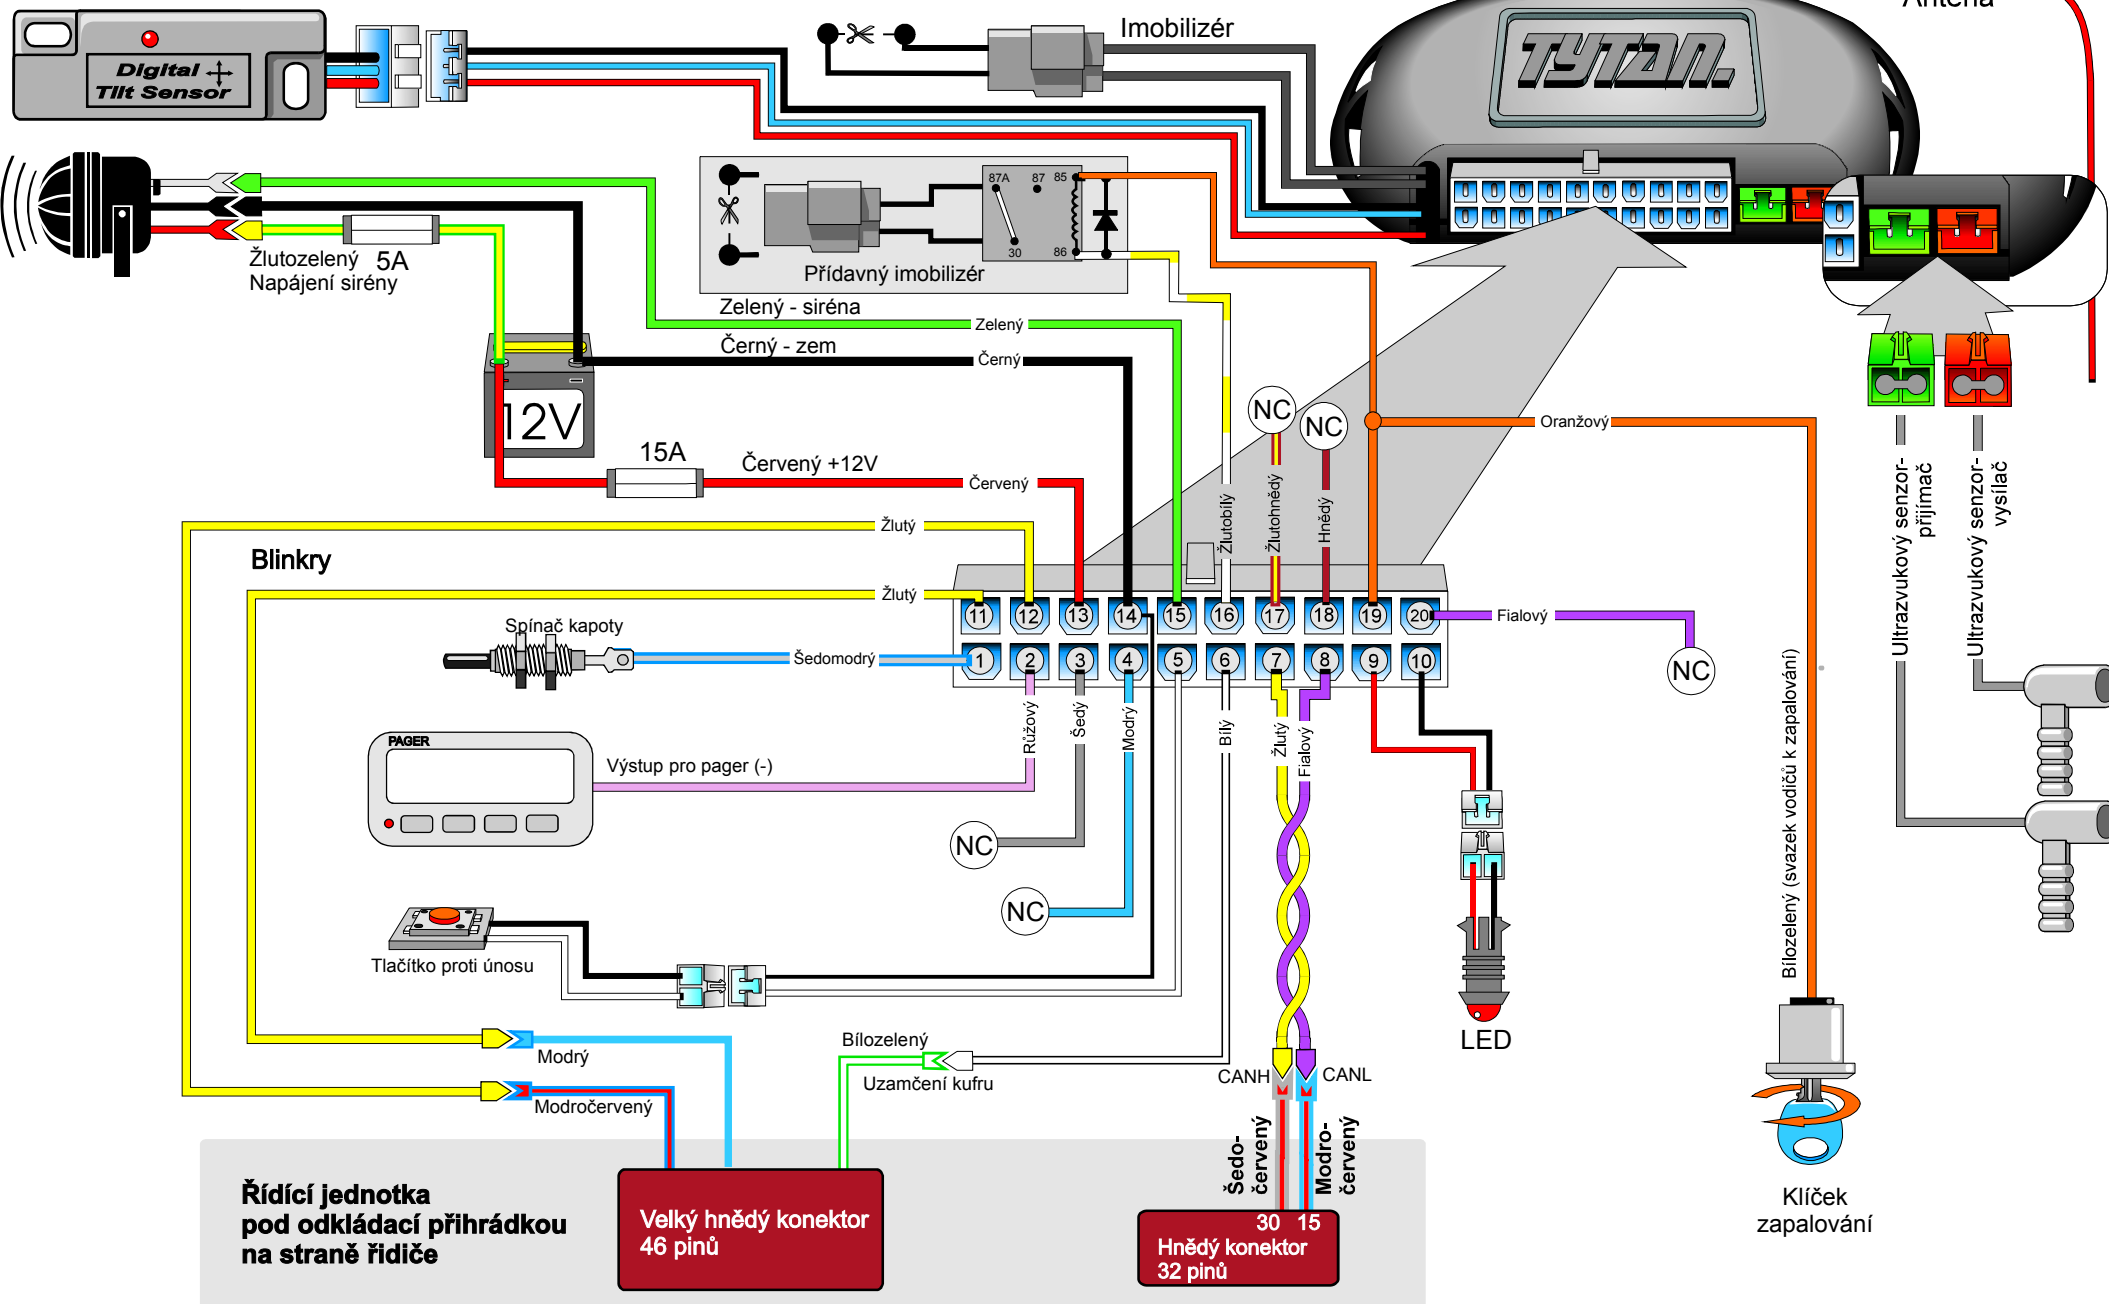 Anténa
Imobilizér
TYTAN.
Digital
Tilt Sensor
87A 87 85
30 86
Přídavný imobilizér
Žlutozelený 5A
Napájení sirény
Zelený - siréna
Zelený
Černý - zem
Černý
12V
15A
Červený +12V
Červený
NC
NC
Oranžový
Žlutobílý
Žlutohnědý
Hnědý
Ultrazvukový senzor-
přijímač
Ultrazvukový senzor-
vysílač
Žlutý
Blinkry
Žlutý
Spínač kapoty
Šedomodrý
11 12 13 14 15 16 17 18 19 20
1 2 3 4 5 6 7 8 9 10
Fialový
NC
Růžový
Šedý
Modrý
Bílý
Žlutý
Fialový
PAGER
Výstup pro pager (-)
NC
NC
Tlačítko proti únosu
Bílozelený (svazek vodičů k zapalování)
LED
Modrý
Modročervený
Bílozelený
Uzamčení kufru
CANH
CANL
Šedo-
červený
Modro-
červený
Řídící jednotka
pod odkládací přihrádkou
na straně řidiče
Velký hnědý konektor
46 pinů
30 15
Hnědý konektor
32 pinů
Klíček
zapalování